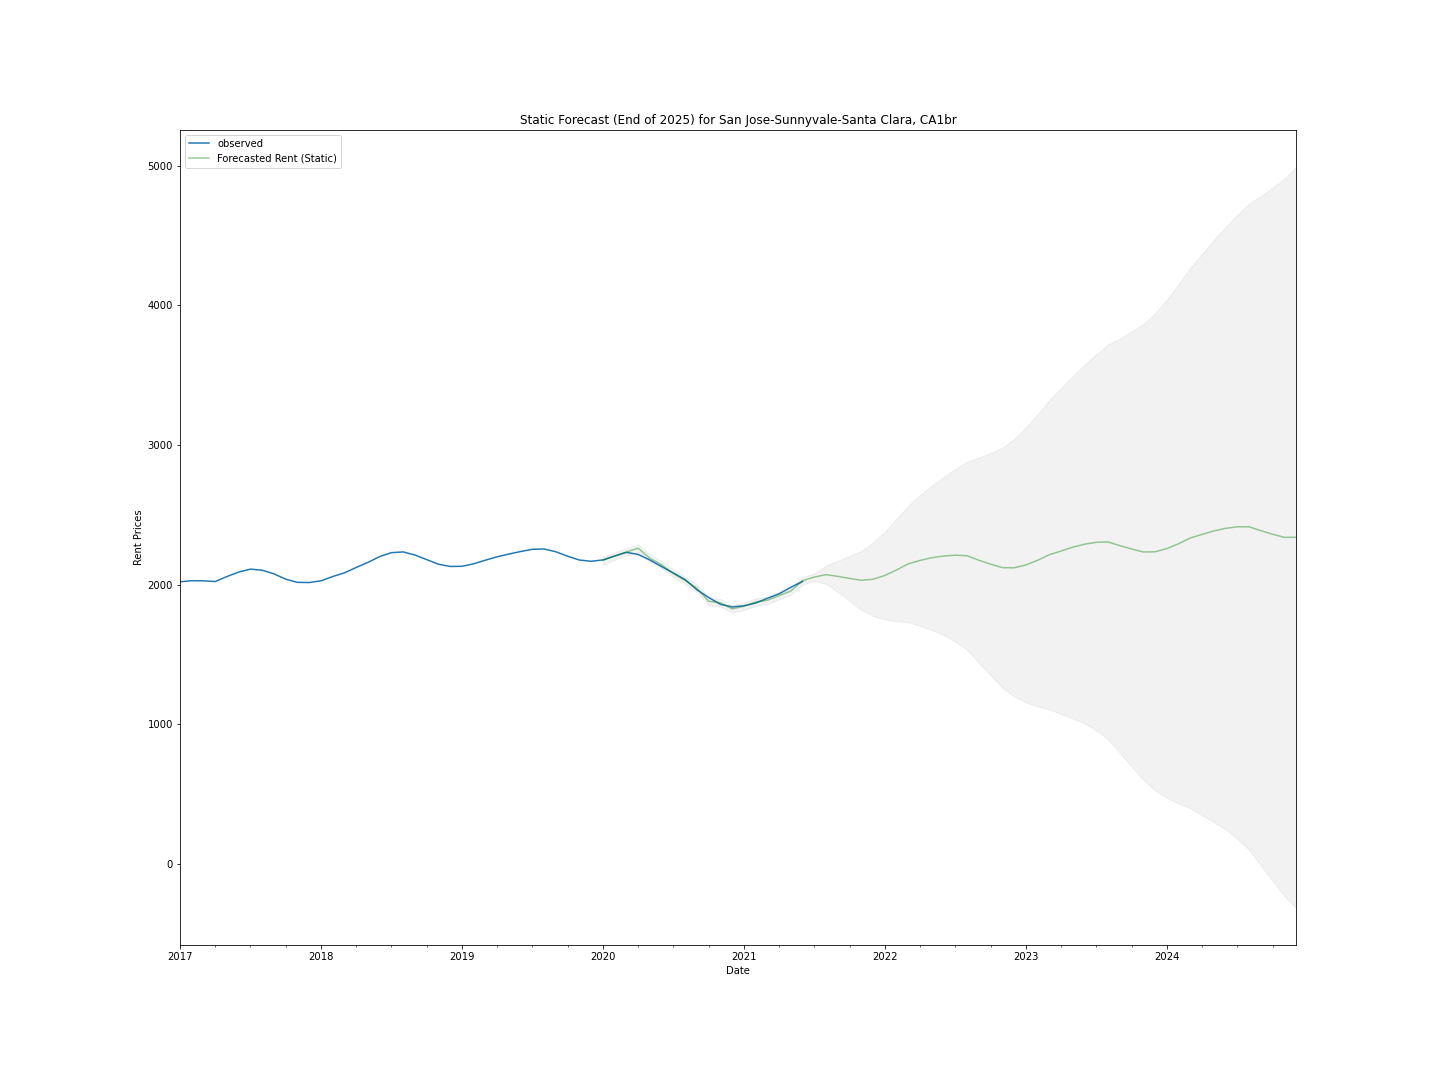 Static Forecast (End of 2025) for San Jose-Sunnyvale-Santa Clara, CA1br
observed
Forecasted Rent (Static)
5000
4000
3000
2000
1000
0
Rent Prices
2017 2018 2019 2020 2021 2022 2023 2024
Date